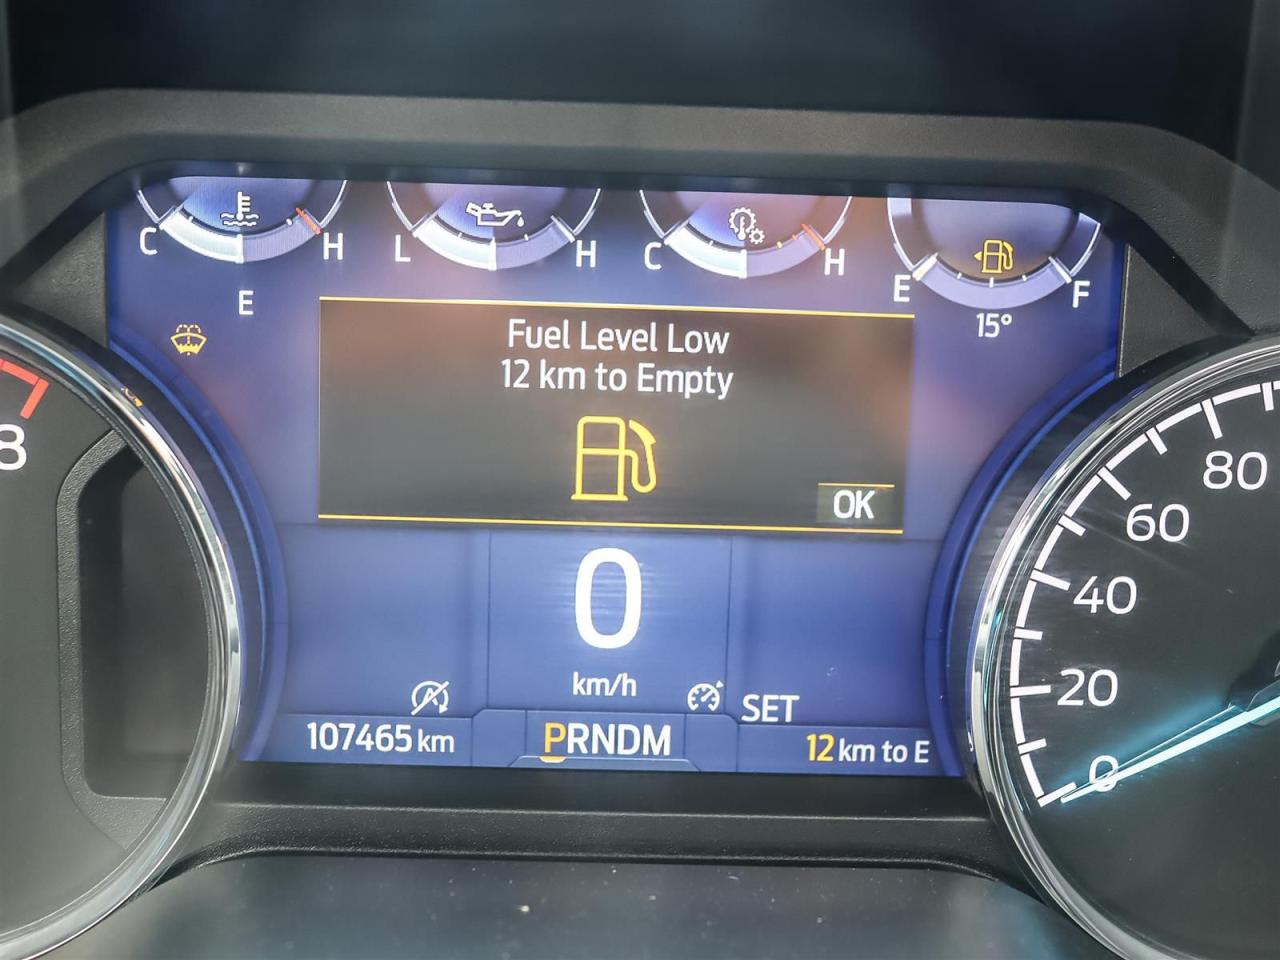 C H L H C H E F
E
15°
Fuel Level Low
12 km to Empty
OK
8
0
km/h
SET
107465 km
PRNDM
12 km to E
80
60
40
20
0